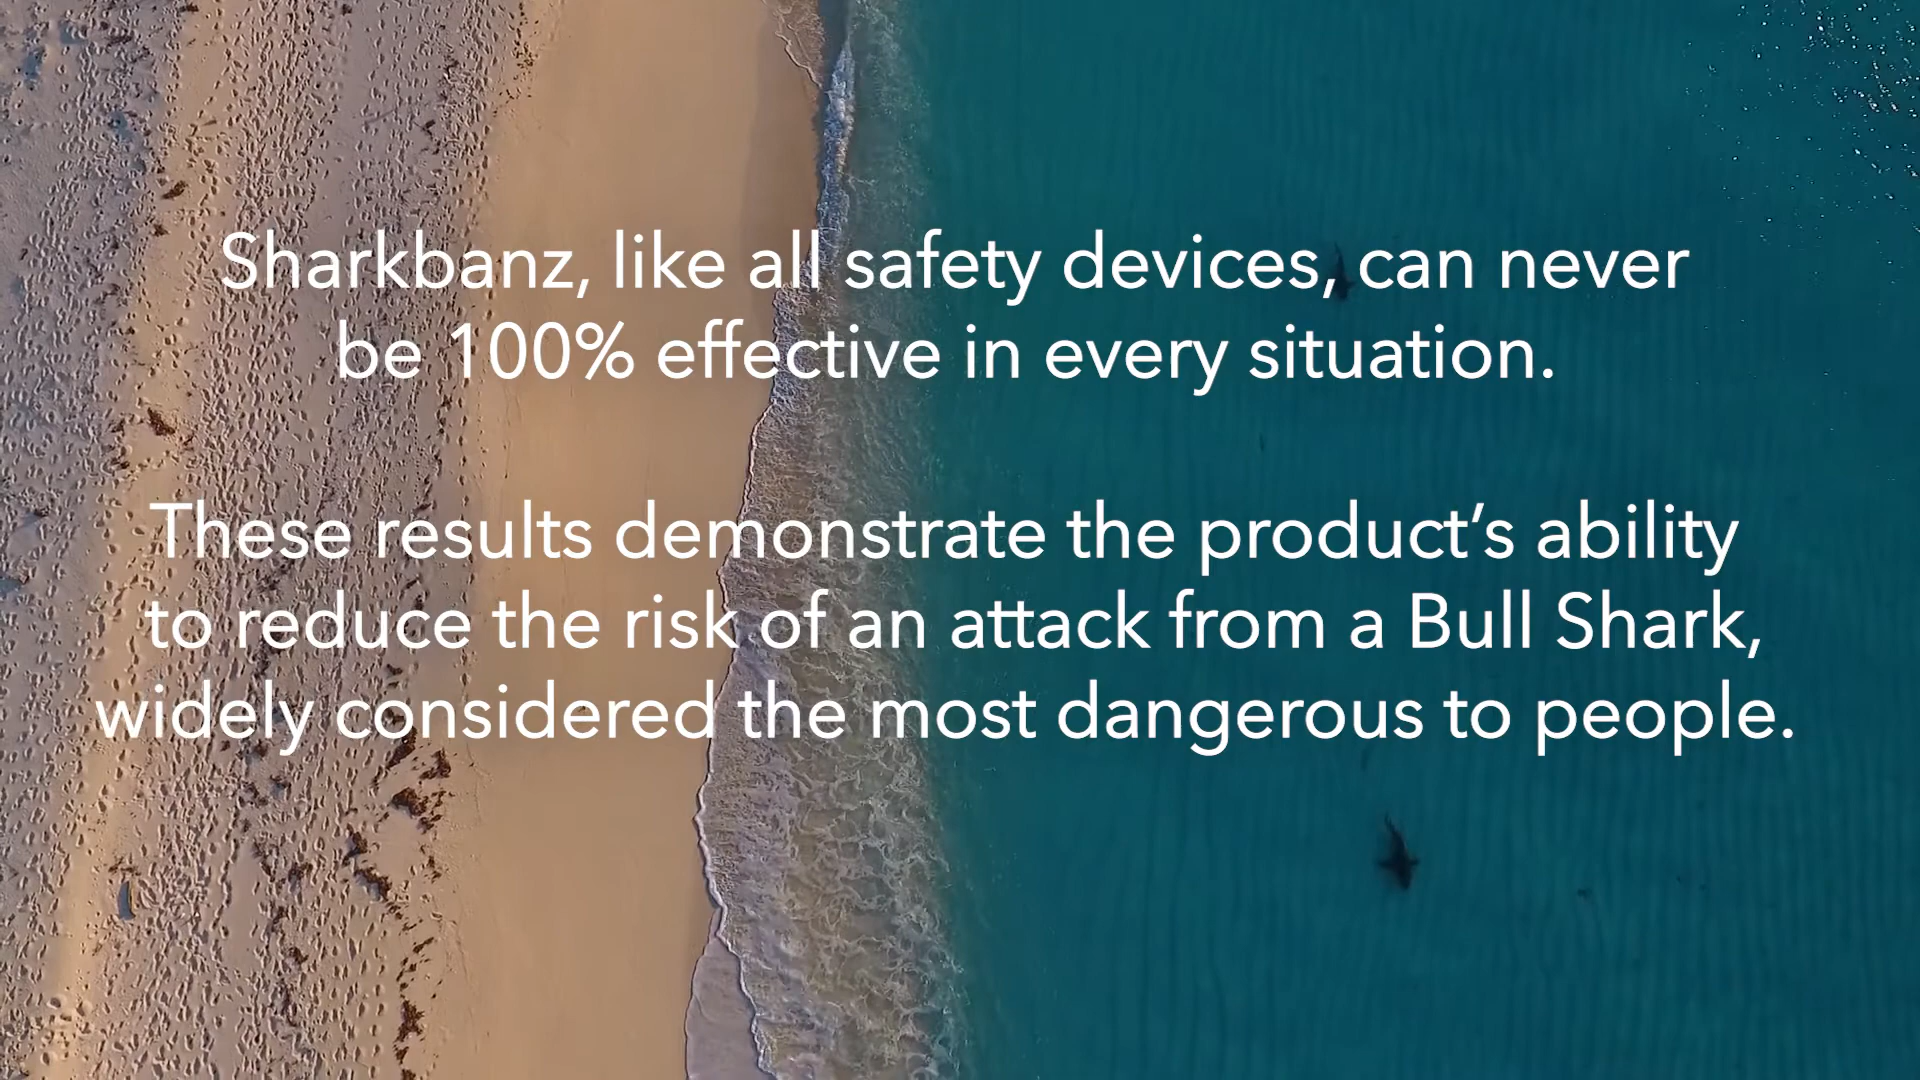 Sharkbanz, like all safety devices, can never
be 100% effective in every situation.
These results demonstrate the product’s ability
to reduce the risk of an attack from a Bull Shark,
widely considered the most dangerous to people.